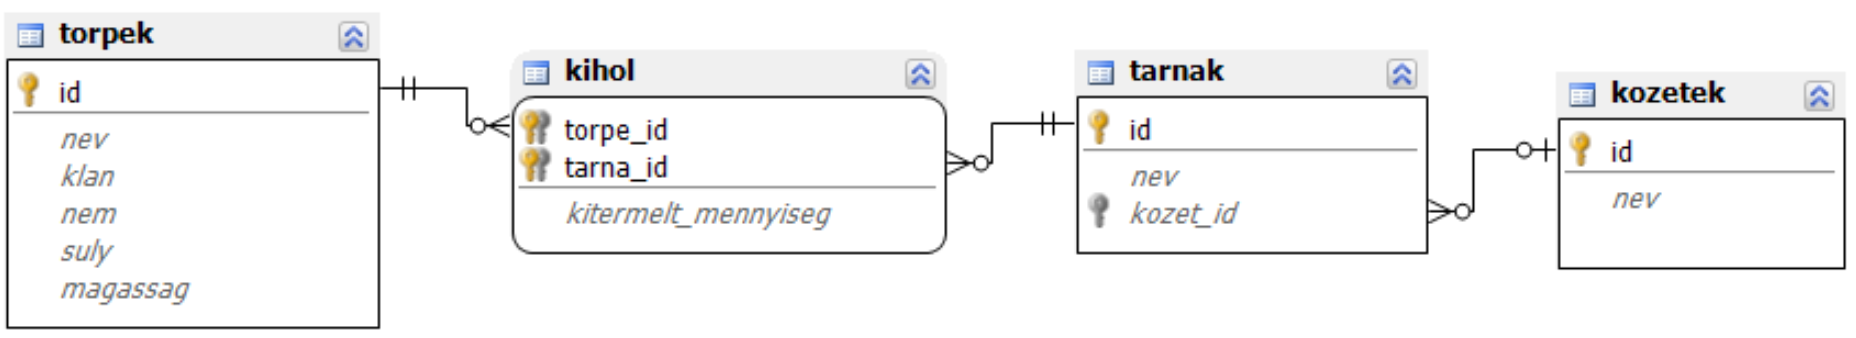 torpek
id
nev
klan
nem
suly
magassag
kihol
torpe_id
tarna_id
kitermelt_mennyiseg
tarnak
id
nev
kozet_id
kozetek
id
nev